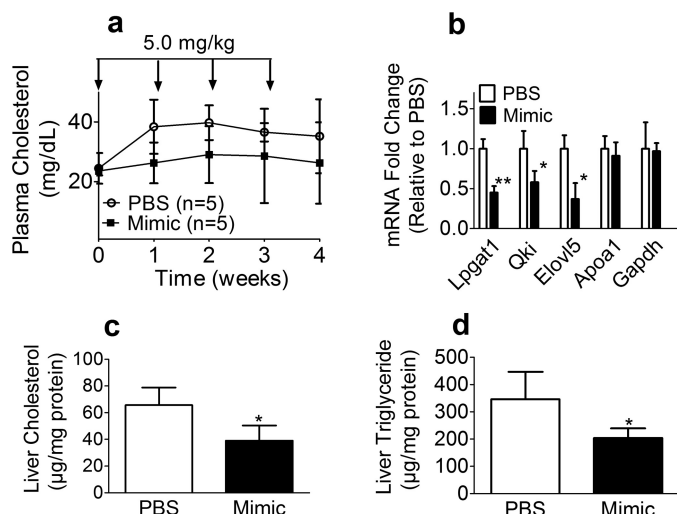 a
5.0 mg/kg
Plasma Cholesterol
(mg/dL)
40
20
PBS (n=5)
Mimic (n=5)
0 1 2 3 4
Time (weeks)
b
mRNA Fold Change
(Relative to PBS)
1.5
1.0
0.5
0.0
PBS
Mimic
**
*
*
Lpgat1
Qki
Elovl5
Apoa1
Gapdh
c
Liver Cholesterol
(µg/mg protein)
100
80
60
40
20
0
*
PBS Mimic
d
Liver Triglyceride
(µg/mg protein)
500
400
300
200
100
0
*
PBS Mimic